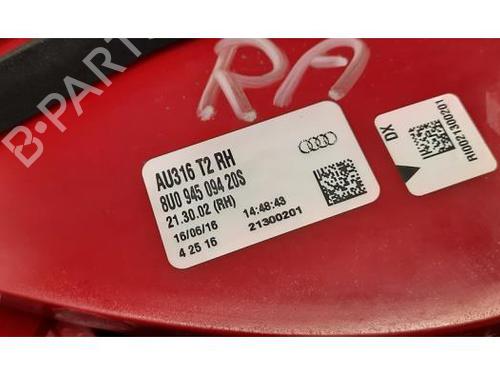 B-PARTS
RA
AU316 T2 RH
8U0 945 094 20S
21.30.02 (RH)
16/06/16 14:48:43
4 25 16 21300201
DX
RI0021300201